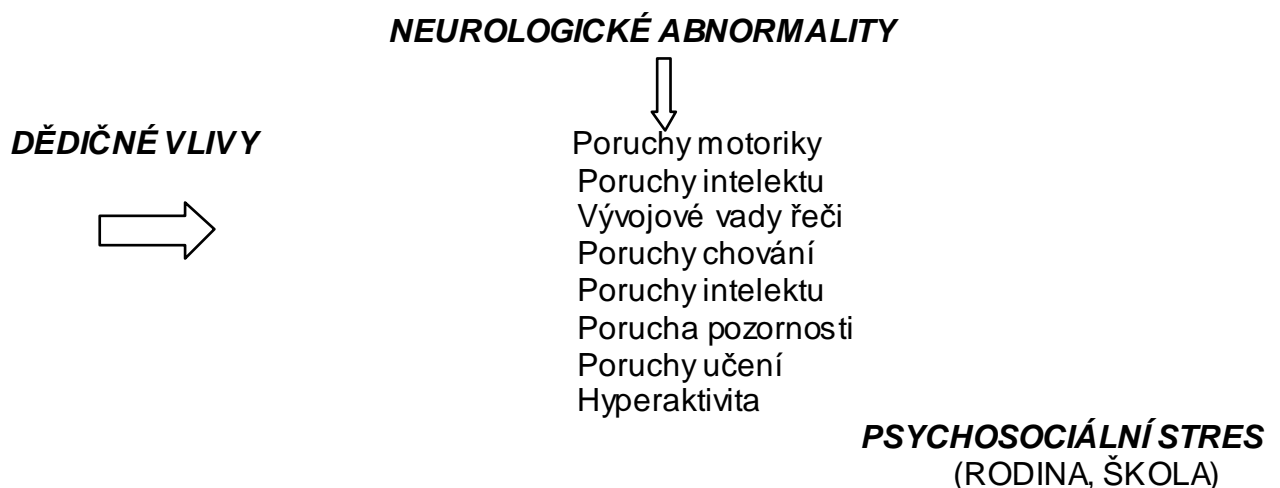 NEUROLOGICKÉ ABNORMALITY
DĚDIČNÉ VLIVY
Poruchy motoriky
Poruchy intelektu
Vývojové vady řeči
Poruchy chování
Poruchy intelektu
Porucha pozornosti
Poruchy učení
Hyperaktivita
PSYCHOSOCIÁLNÍ STRES
(RODINA, ŠKOLA)